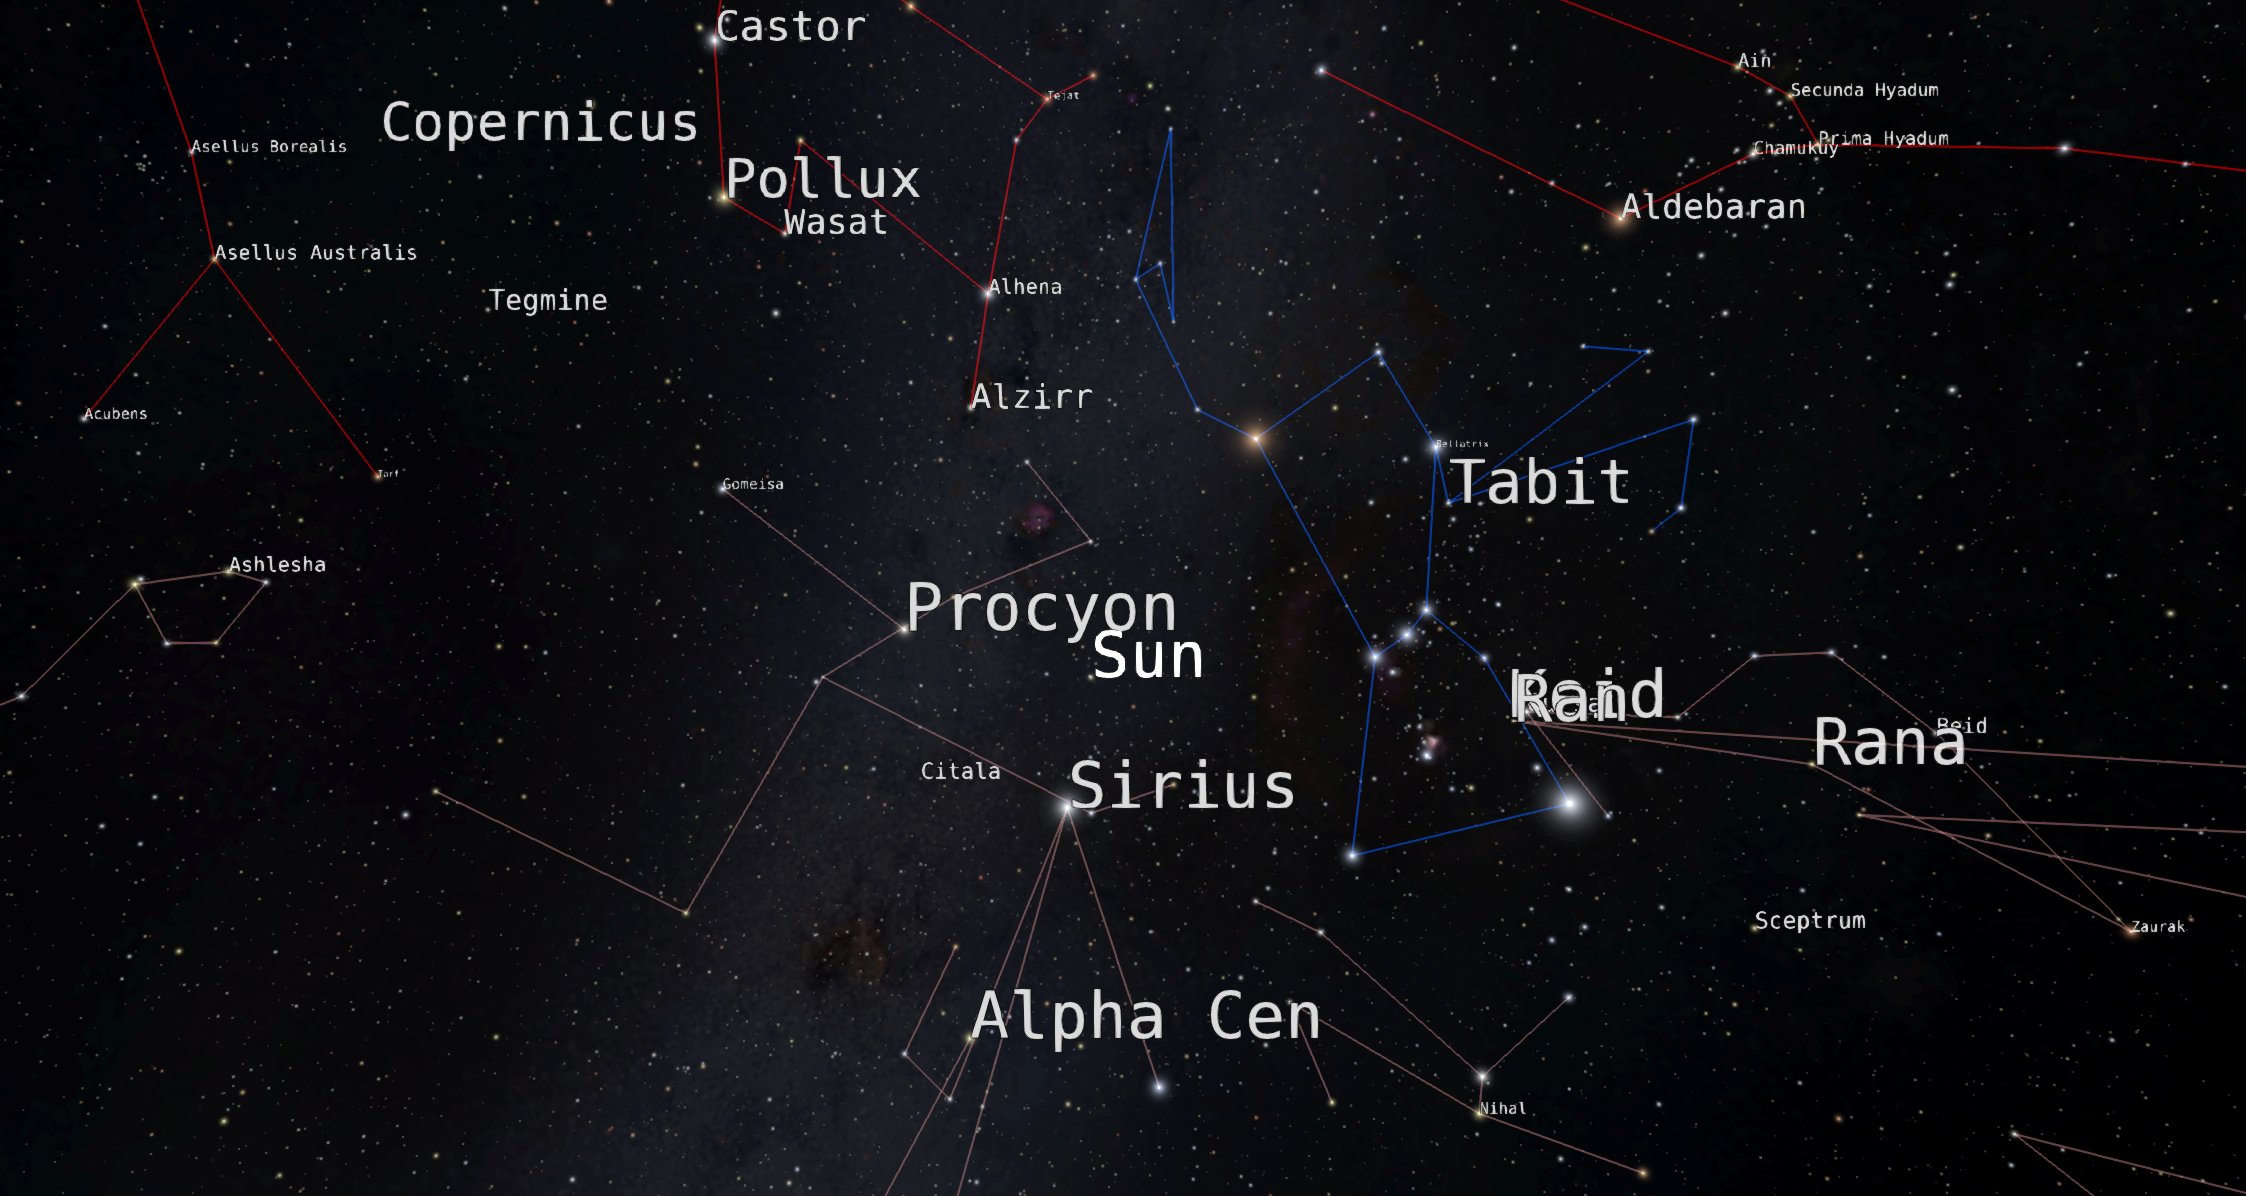 Castor
Ain
Secunda Hyadum
Tejat
Copernicus
Prima Hyadum
Asellus Borealis
Chamukuy
Pollux
Aldebaran
Wasat
Asellus Australis
Alhena
Tegmine
Alzirr
Acubens
Bellatrix
Tarf
Gomeisa
Tabit
Ashlesha
Procyon
Sun
Rana
Beid
Rana
Citala
Sirius
Sceptrum
Zaurak
Alpha Cen
Nihal